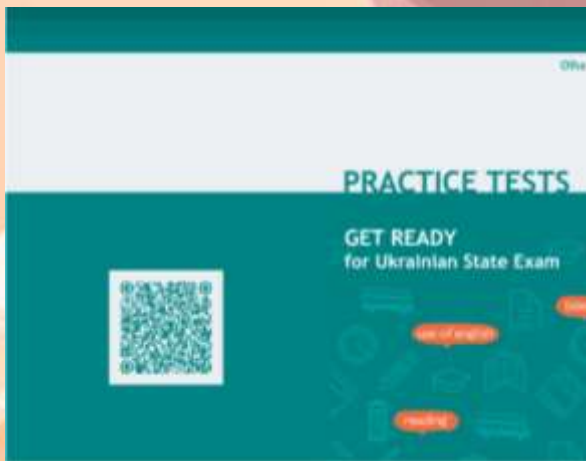 PRACTICE TESTS
GET READY
for Ukrainian State Exam
use of english
reading